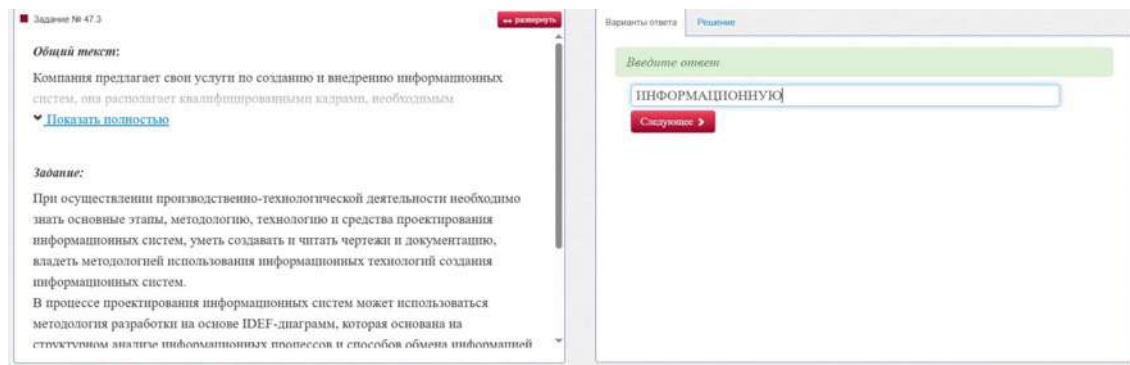 Задание № 47.3
развернуть
Общий текст:
Компания предлагает свои услуги по созданию и внедрению информационных
систем, она располагает квалифицированными кадрами, необходимым
Показать полностью
Задание:
При осуществлении производственно-технологической деятельности необходимо
знать основные этапы, методологию, технологию и средства проектирования
информационных систем, уметь создавать и читать чертежи и документацию,
владеть методологией использования информационных технологий создания
информационных систем.
В процессе проектирования информационных систем может использоваться
методология разработки на основе IDEF-диаграмм, которая основана на
структурном анализе информационных процессов и способов обмена информацией
Варианты ответа
Решение
Введите ответ
ИНФОРМАЦИОННУЮ
Следующее